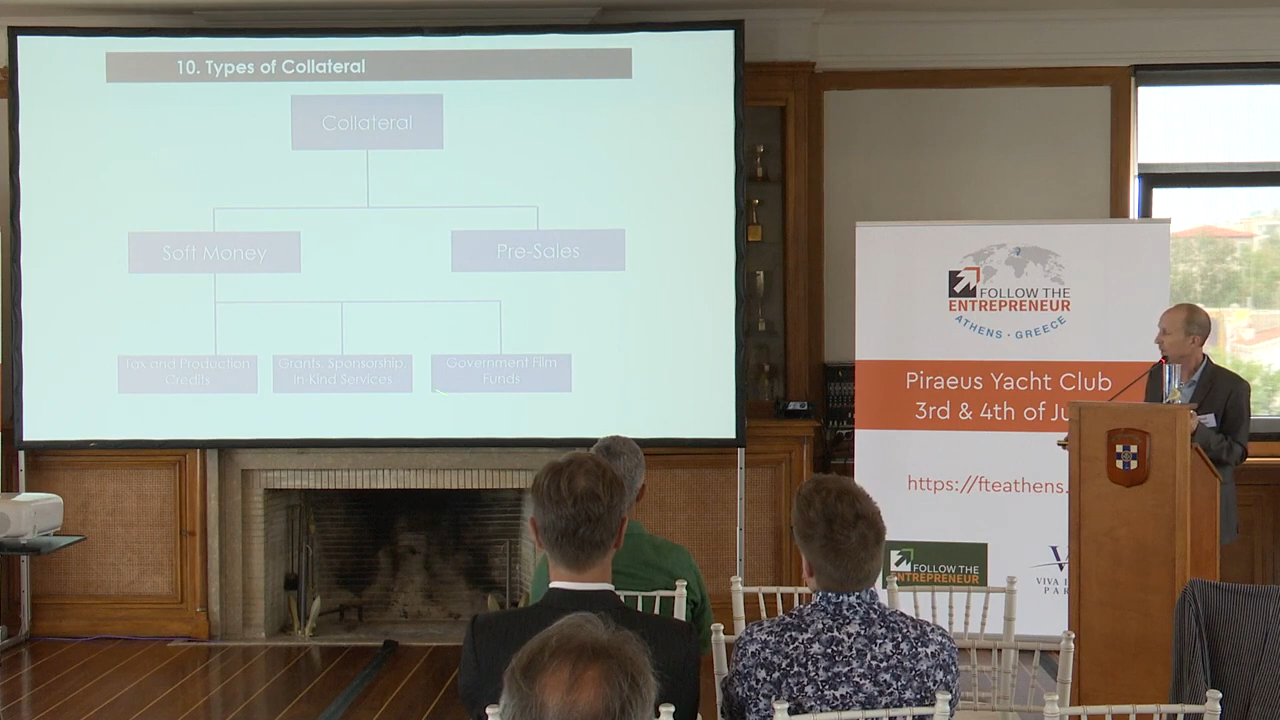 10. Types of Collateral
Collateral
Soft Money
Pre-Sales
Tax and Production
Credits
Grants, Sponsorship,
In-Kind Services
Government Film
Funds
FOLLOW THE
ENTREPRENEUR
ATHENS · GREECE
Piraeus Yacht Club
3rd & 4th of Ju
https://fteathens.
FOLLOW THE
ENTREPRENEUR
VIVA
PAR